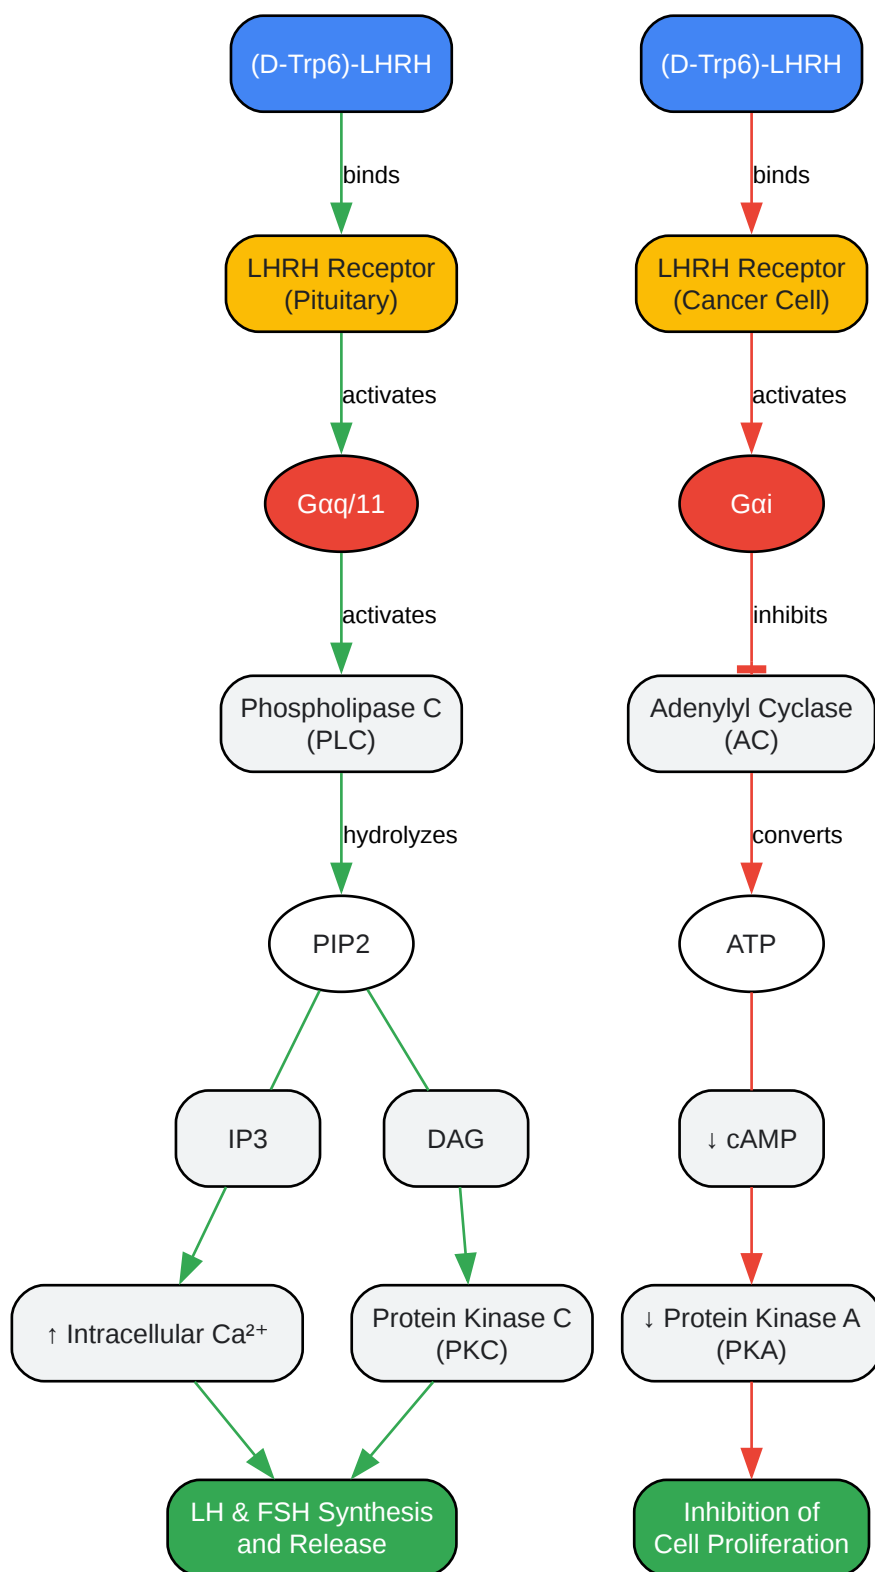 (D-Trp6)-LHRH
binds
LHRH Receptor
(Pituitary)
activates
Gαq/11
activates
Phospholipase C
(PLC)
hydrolyzes
PIP2
IP3
DAG
↑ Intracellular Ca²⁺
Protein Kinase C
(PKC)
LH & FSH Synthesis
and Release
(D-Trp6)-LHRH
binds
LHRH Receptor
(Cancer Cell)
activates
Gαi
inhibits
Adenylyl Cyclase
(AC)
converts
ATP
↓ cAMP
↓ Protein Kinase A
(PKA)
Inhibition of
Cell Proliferation